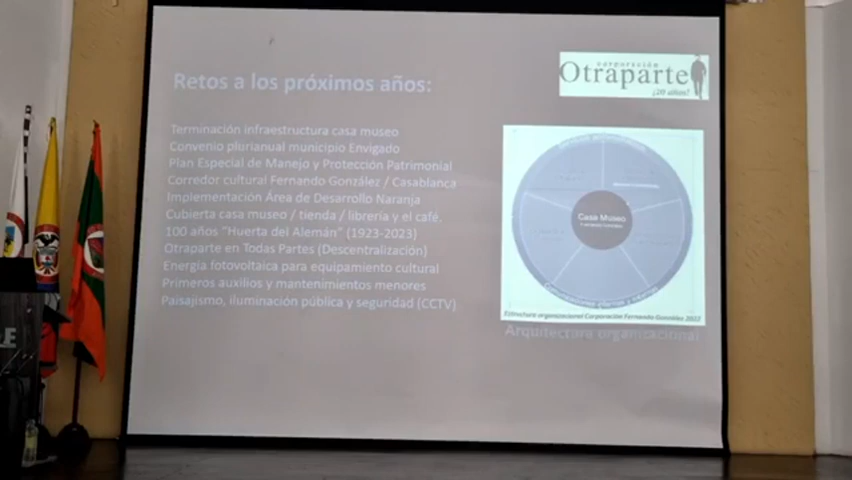 Retos a los próximos años:
Terminación infraestructura casa museo
Convenio plurianual municipio Envigado
Plan Especial de Manejo y Protección Patrimonial
Corredor cultural Fernando González / Casablanca
Implementación Área de Desarrollo Naranja
Cubierta casa museo / tienda / librería y el café.
100 años "Huerta del Alemán" (1923-2023)
Otraparte en Todas Partes (Descentralización)
Energía fotovoltaica para equipamiento cultural
Primeros auxilios y mantenimientos menores
Paisajismo, iluminación pública y seguridad (CCTV)
corporación
Otraparte
¡20 años!
Casa Museo
Comunicaciones externas e internas
Estructura organizacional Corporación Fernando González 2022
Arquitectura organizacional